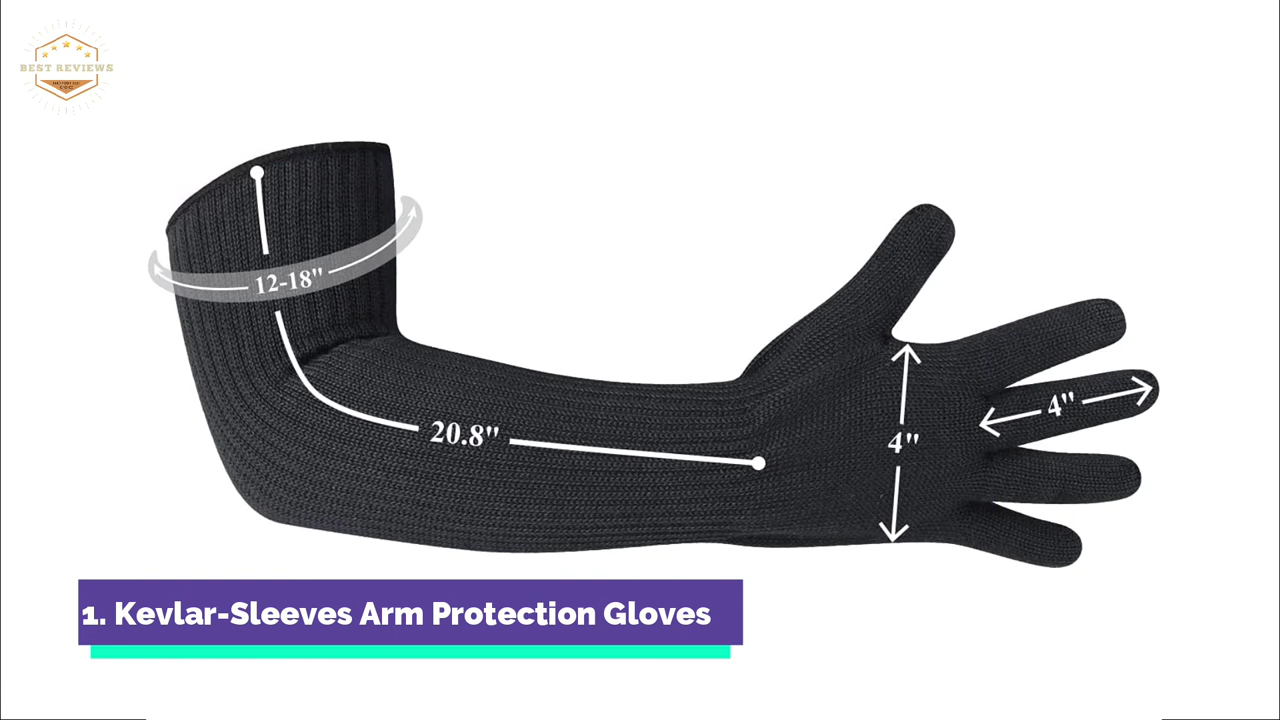 BEST REVIEWS
12-18"
20.8"
4"
4"
1. Kevlar-Sleeves Arm Protection Gloves